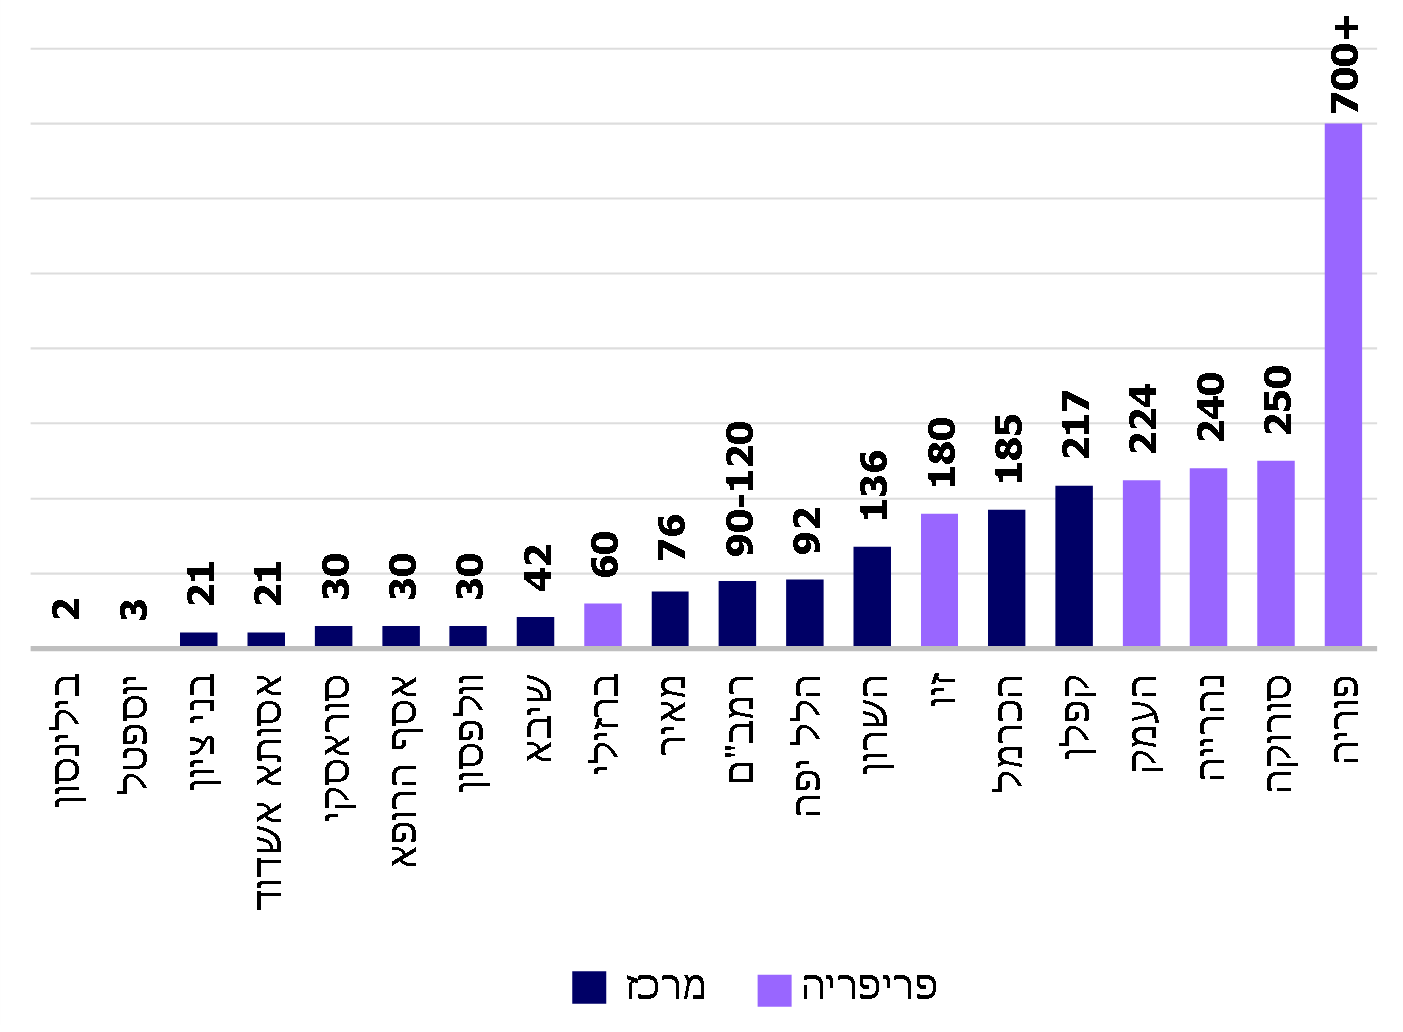 2
3
21
21
30
30
30
42
60
76
90-120
92
136
180
185
217
224
240
250
700+
בילינסון
יוספטל
בני ציון
אסותא אשדוד
סוראסקי
אסף הרופא
וולפסון
שיבא
ברזילי
מאיר
רמב"ם
הלל יפה
השרון
זיו
הכרמל
קפלן
העמק
נהרייה
סורוקה
פוריה
מרכז
פריפריה